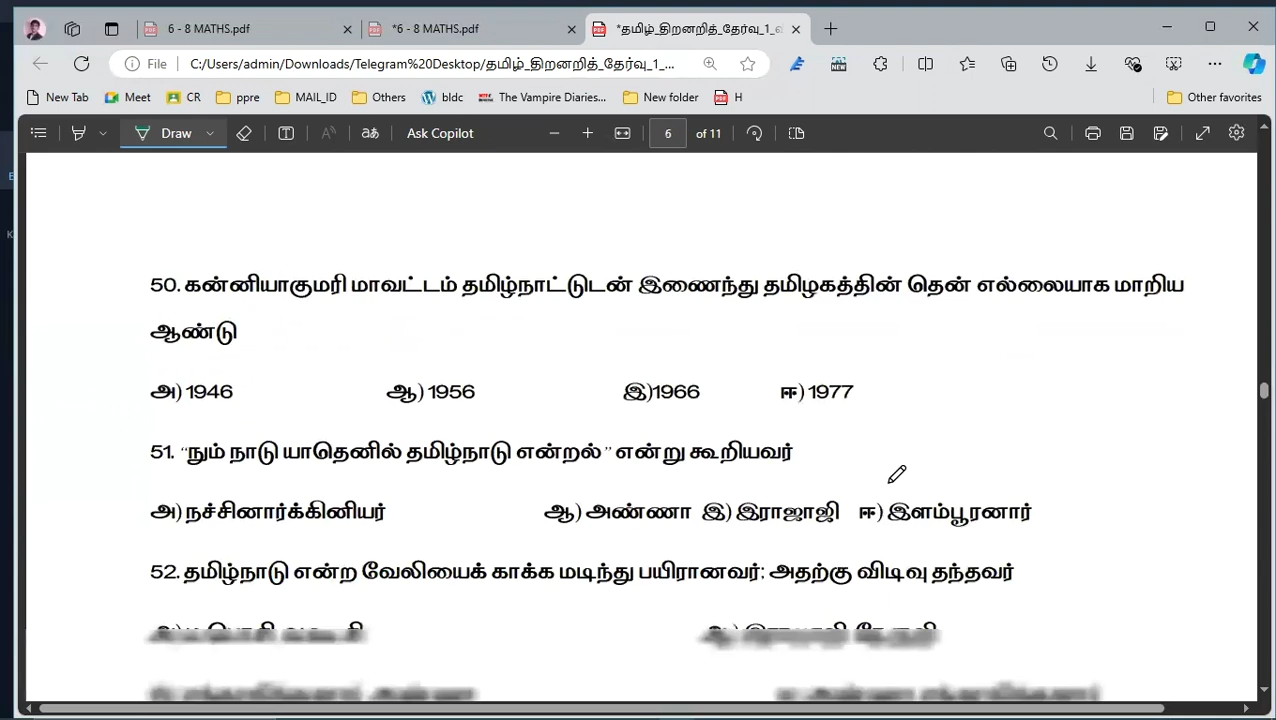 6 - 8 MATHS.pdf
*6 - 8 MATHS.pdf
*தமிழ்_திறனறித்_தேர்வு_1_
File
C:/Users/admin/Downloads/Telegram%20Desktop/தமிழ்_திறனறித்_தேர்வு_1_...
New Tab
Meet
CR
ppre
MAIL_ID
Others
bldc
The Vampire Diaries...
New folder
H
Other favorites
Draw
Ask Copilot
6 of 11
50. கன்னியாகுமரி மாவட்டம் தமிழ்நாட்டுடன் இணைந்து தமிழகத்தின் தென் எல்லையாக மாறிய
ஆண்டு
அ) 1946 ஆ) 1956 இ)1966 ஈ) 1977
51. “நும் நாடு யாதெனில் தமிழ்நாடு என்றல்” என்று கூறியவர்
அ) நச்சினார்க்கினியர் ஆ) அண்ணா இ) இராஜாஜி ஈ) இளம்பூரனார்
52. தமிழ்நாடு என்ற வேலியைக் காக்க மடிந்து பயிரானவர்: அதற்கு விடிவு தந்தவர்